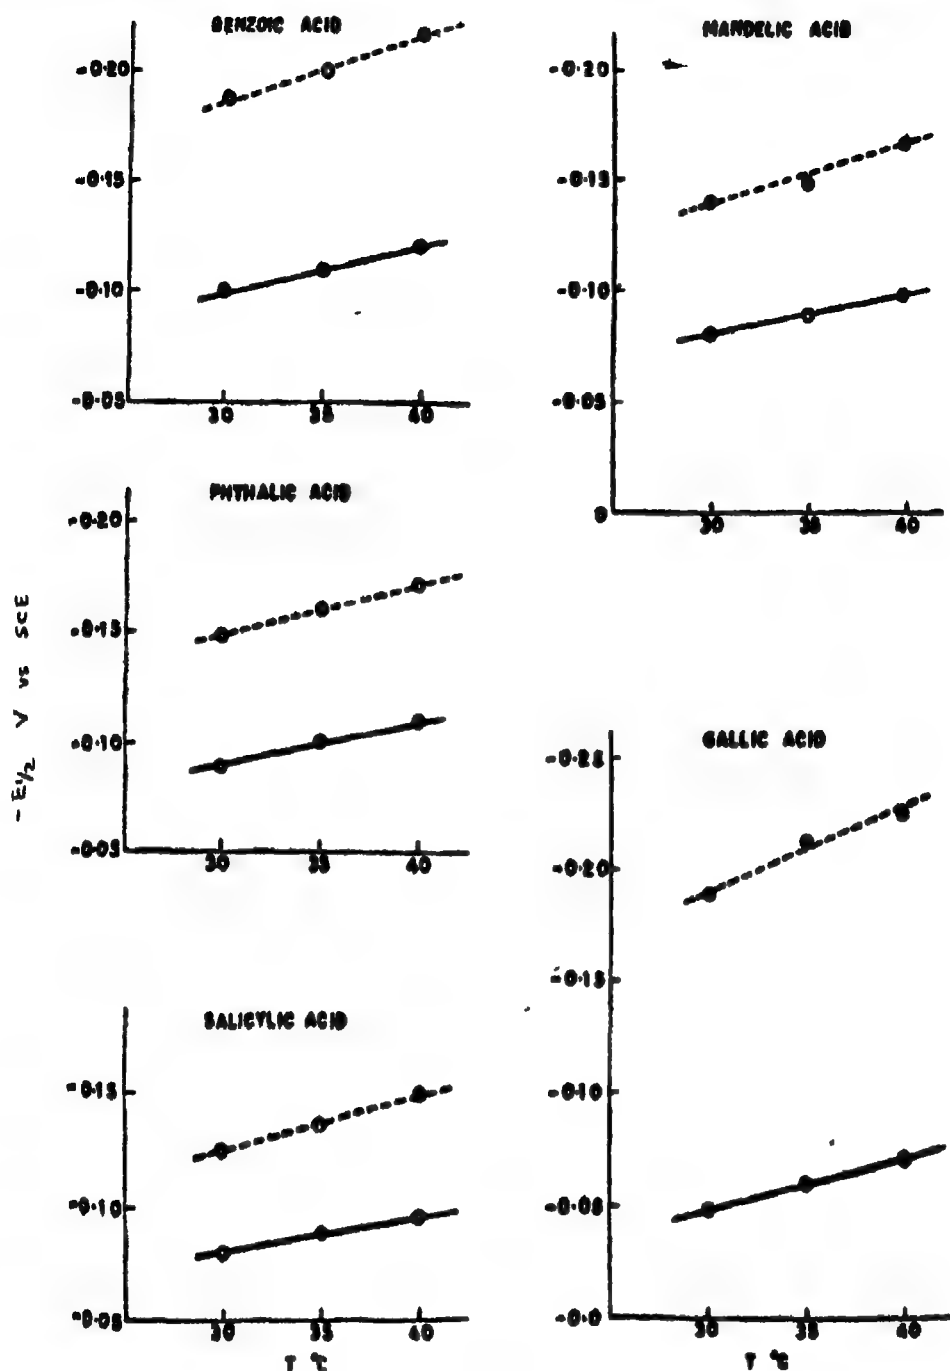 BENZOIC ACID
-0.20
-0.15
-0.10
-0.05
30 35 40
MANDELIC ACID
-0.20
-0.15
-0.10
-0.05
0
30 35 40
PHTHALIC ACID
-0.20
-0.15
-0.10
-0.05
30 35 40
-E1/2 V vs SCE
GALLIC ACID
-0.25
-0.20
-0.15
-0.10
-0.05
-0.0
30 35 40
T °C
SALICYLIC ACID
-0.15
-0.10
-0.05
30 35 40
T °C